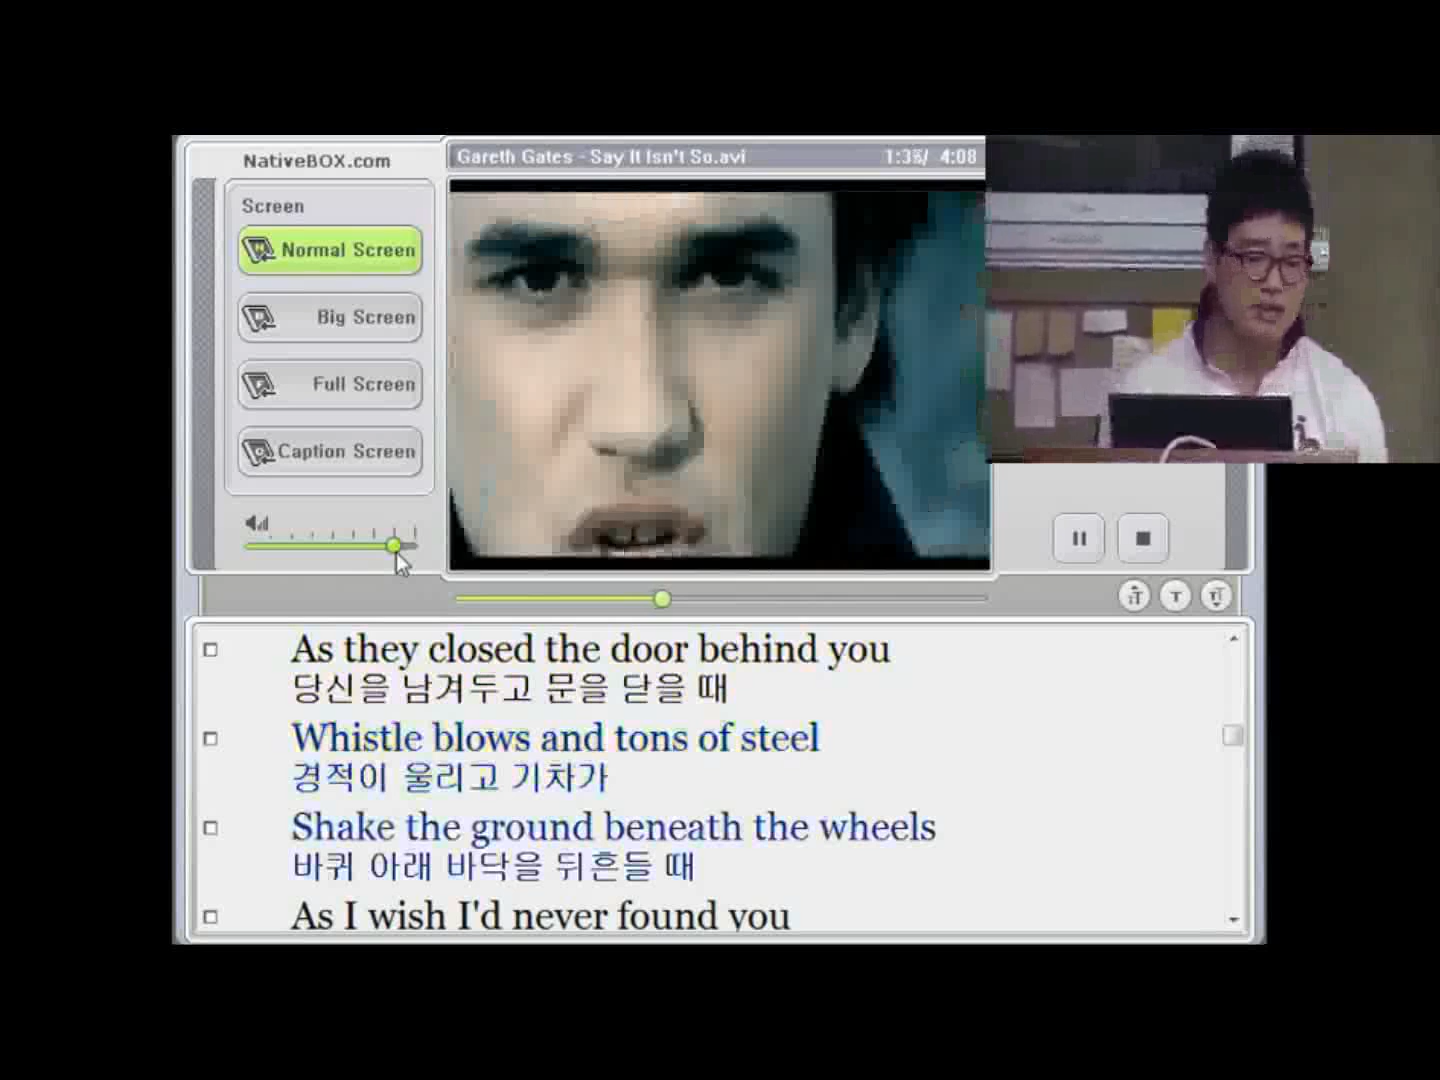 NativeBOX.com
Gareth Gates - Say It Isn't So.avi
4:08
Screen
Normal Screen
Big Screen
Full Screen
Caption Screen
As they closed the door behind you
당신을 남겨두고 문을 닫을 때
Whistle blows and tons of steel
경적이 울리고 기차가
Shake the ground beneath the wheels
바퀴 아래 바닥을 뒤흔들 때
As I wish I'd never found you